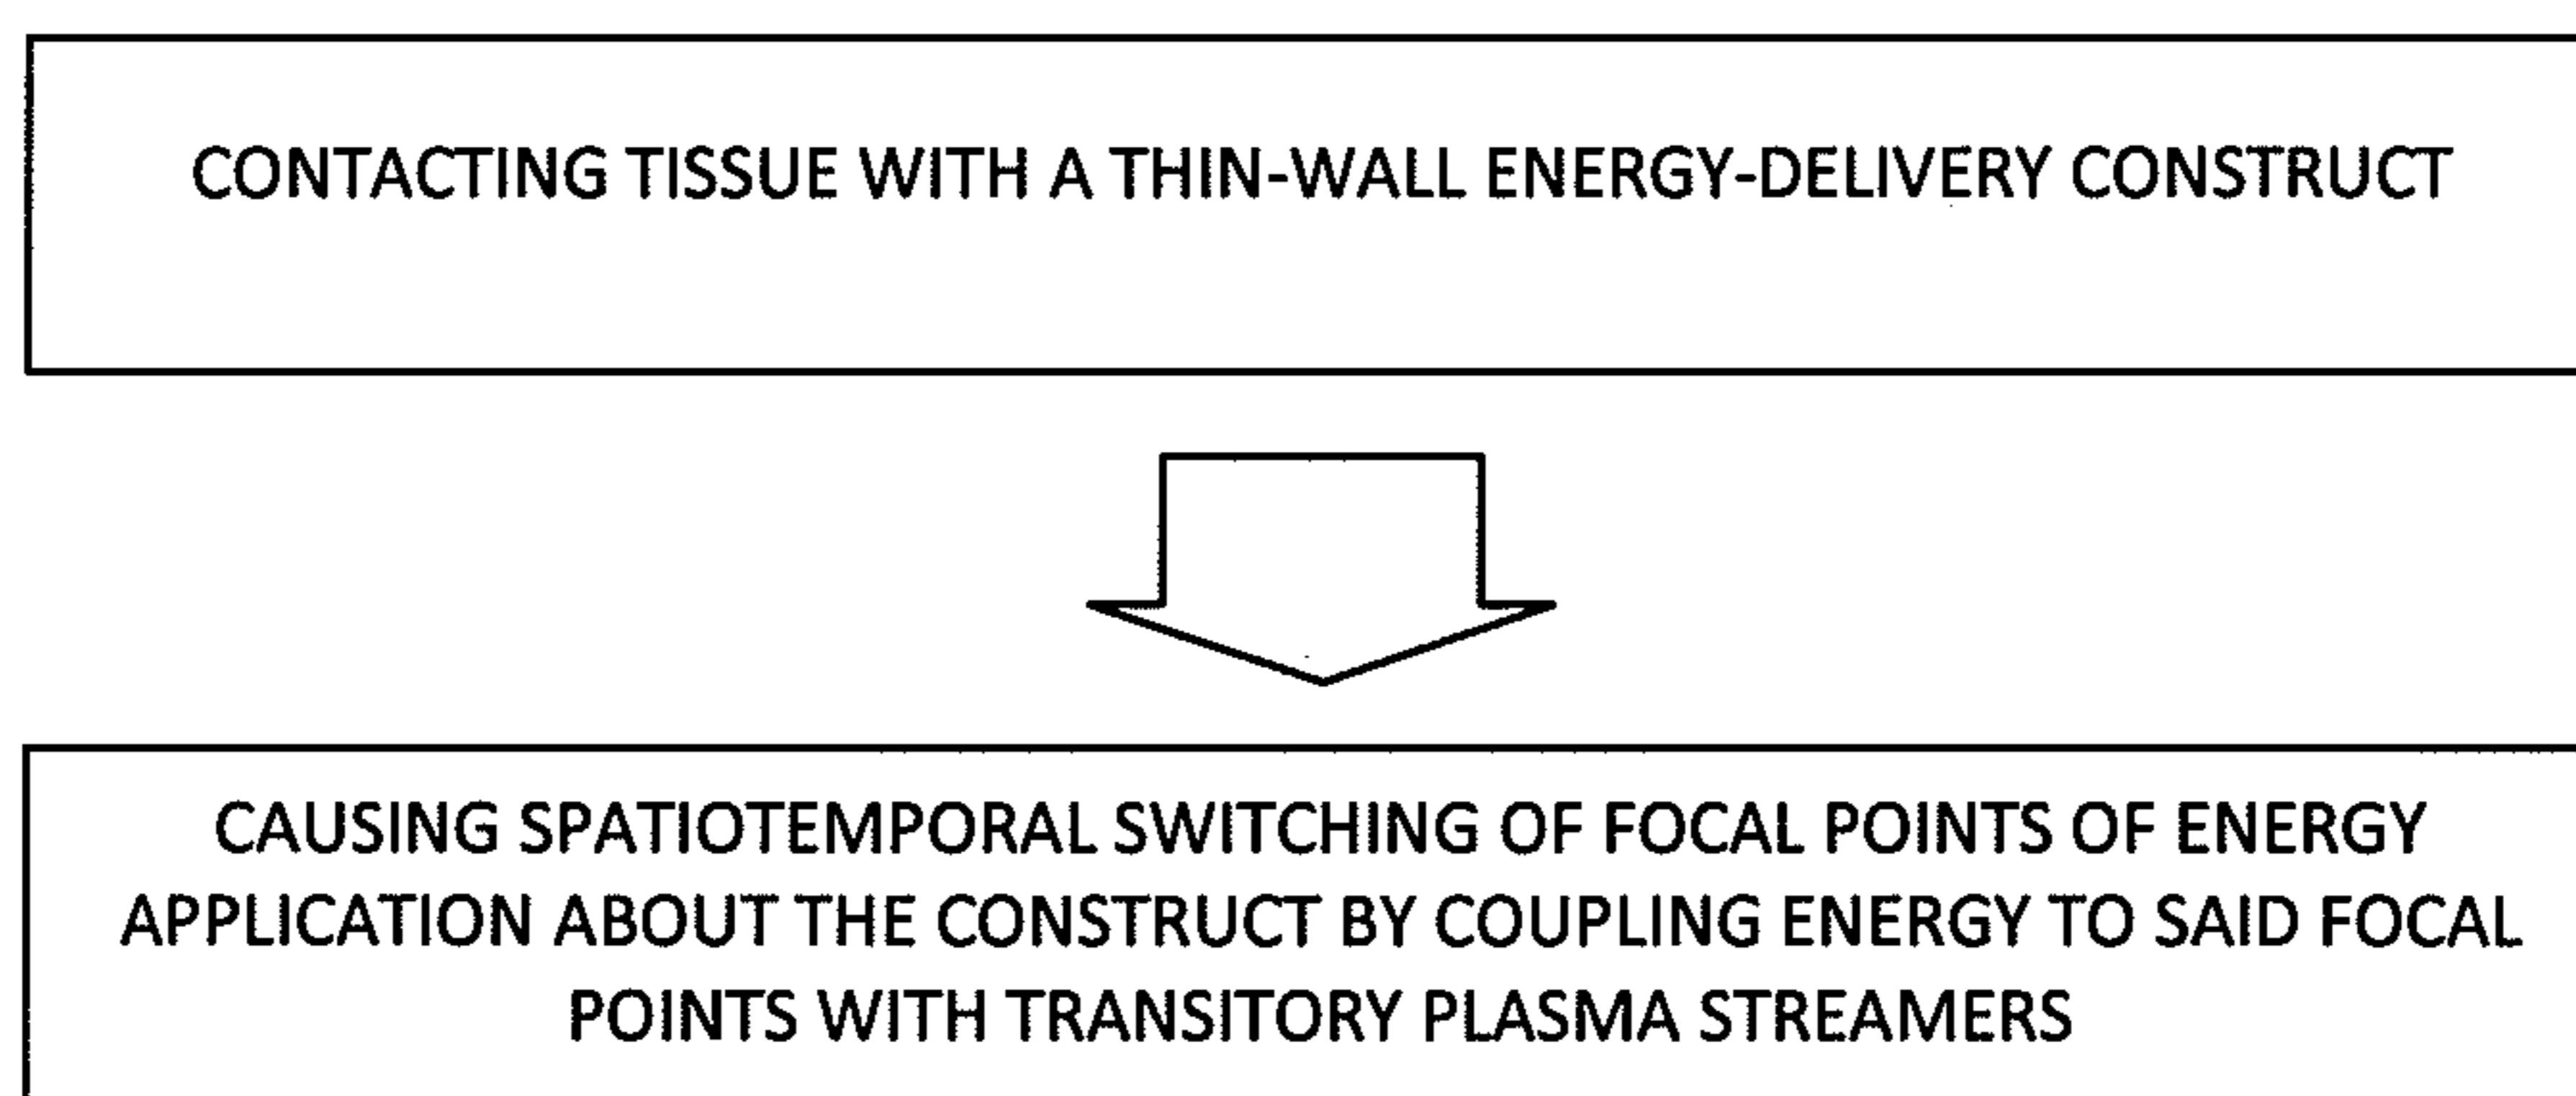 CONTACTING TISSUE WITH A THIN-WALL ENERGY-DELIVERY CONSTRUCT
CAUSING SPATIOTEMPORAL SWITCHING OF FOCAL POINTS OF ENERGY
APPLICATION ABOUT THE CONSTRUCT BY COUPLING ENERGY TO SAID FOCAL
POINTS WITH TRANSITORY PLASMA STREAMERS